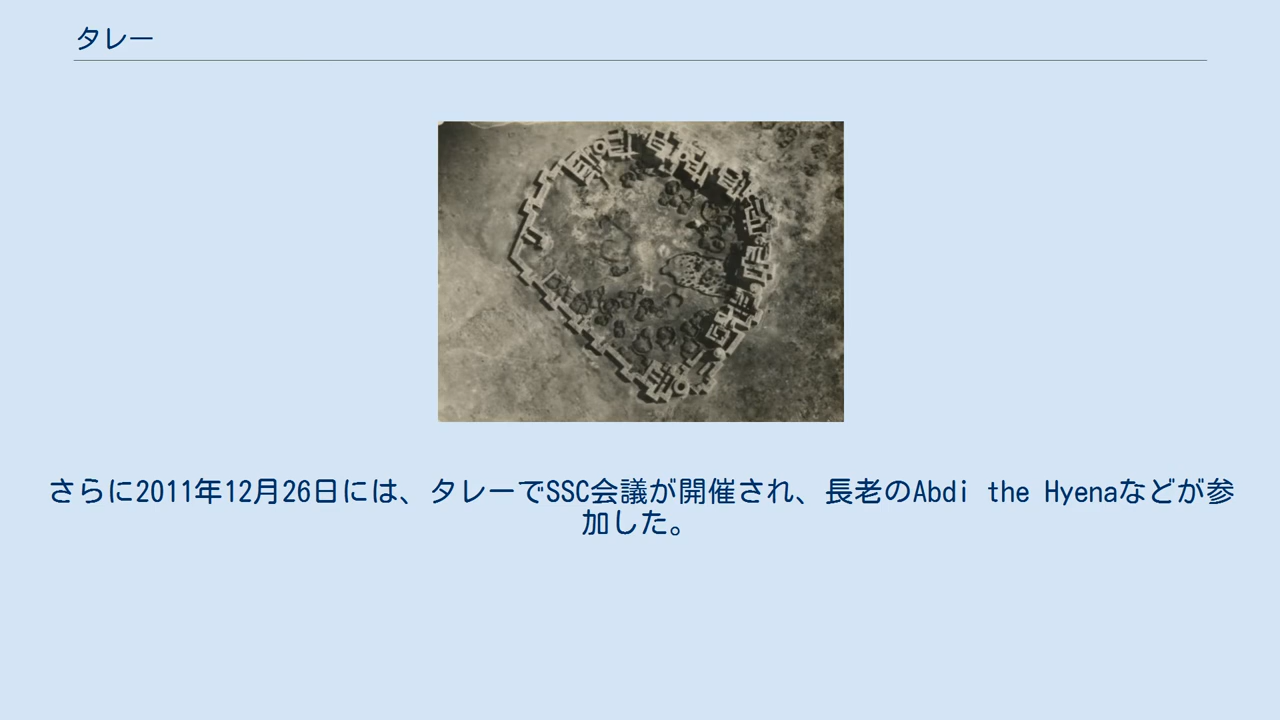 タレー
さらに2011年12月26日には、タレーでSSC会議が開催され、長老のAbdi the Hyenaなどが参
加した。